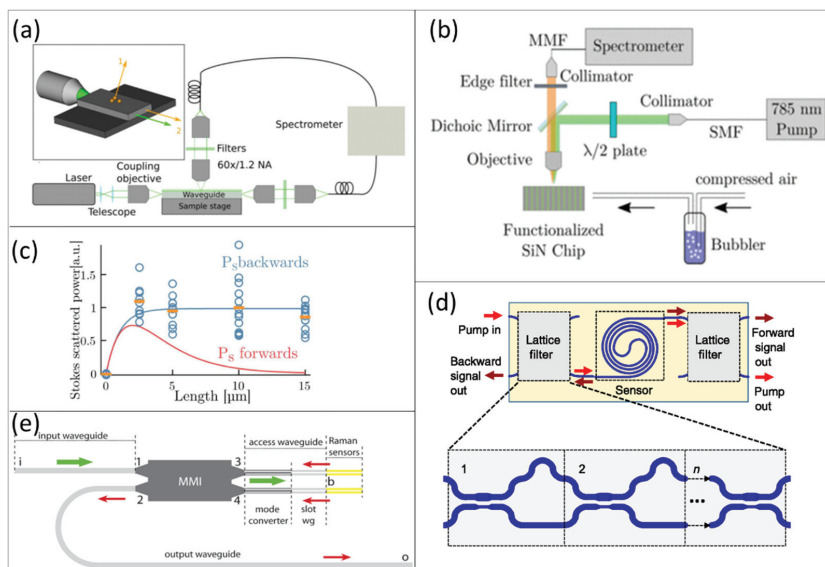 (a)
1
2
Laser
Telescope
Coupling
objective
Filters
60x/1.2 NA
Waveguide
Sample stage
Spectrometer
(b)
MMF
Spectrometer
Edge filter
Collimator
Dichoic Mirror
Collimator
785 nm
Pump
SMF
λ/2 plate
Objective
compressed air
Functionalized
SiN Chip
Bubbler
(c)
Stokes scattered power[a.u.]
1.5
1
0.5
0
0
5
10
15
Length [μm]
Psbackwards
Ps forwards
(d)
Pump in
Lattice
filter
Backward
signal
out
Sensor
Lattice
filter
Forward
signal
out
Pump
out
1
2
n
...
(e)
input waveguide
access waveguide
Raman
sensors
i
1
2
MMI
3
4
b
mode
converter
slot
wg
output waveguide
o